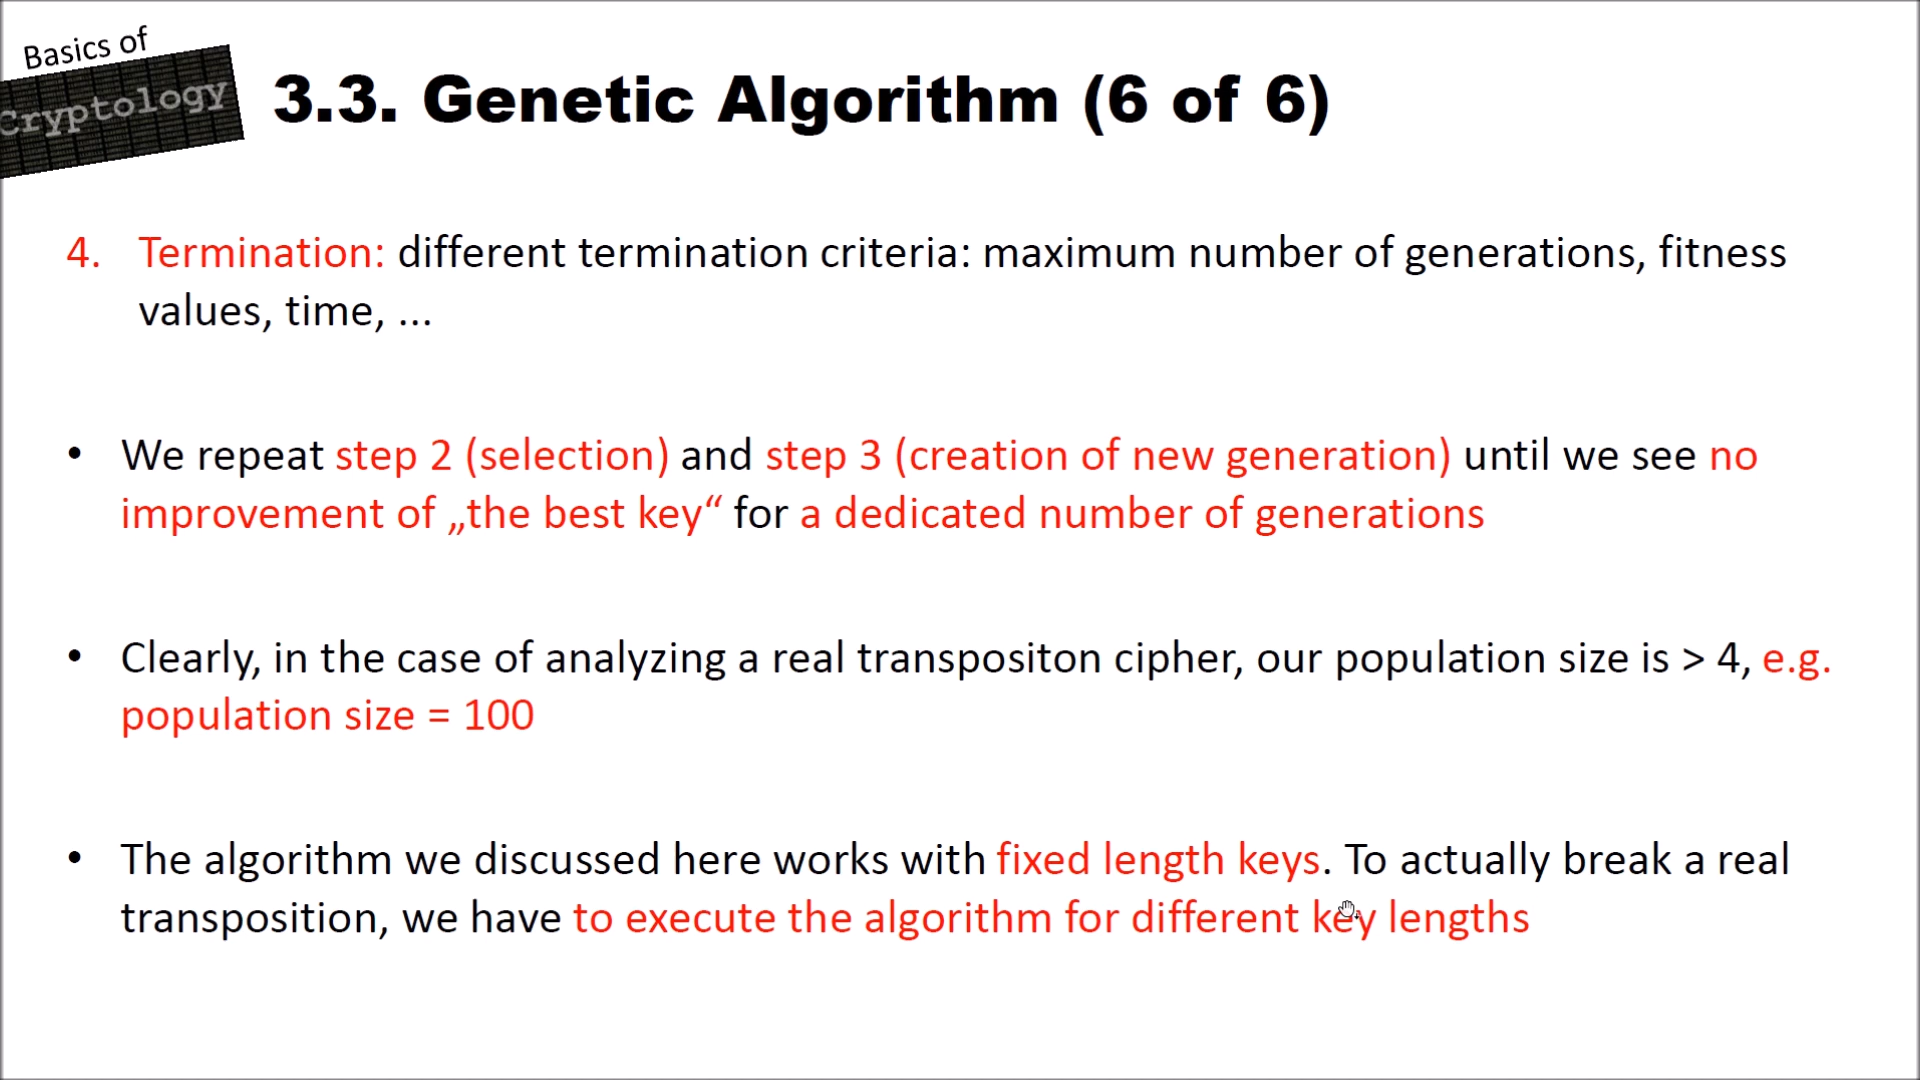 Basics of
Cryptology
3.3. Genetic Algorithm (6 of 6)
4. Termination: different termination criteria: maximum number of generations, fitness
values, time, ...
• We repeat step 2 (selection) and step 3 (creation of new generation) until we see no
improvement of „the best key“ for a dedicated number of generations
• Clearly, in the case of analyzing a real transpositon cipher, our population size is > 4, e.g.
population size = 100
• The algorithm we discussed here works with fixed length keys. To actually break a real
transposition, we have to execute the algorithm for different key lengths